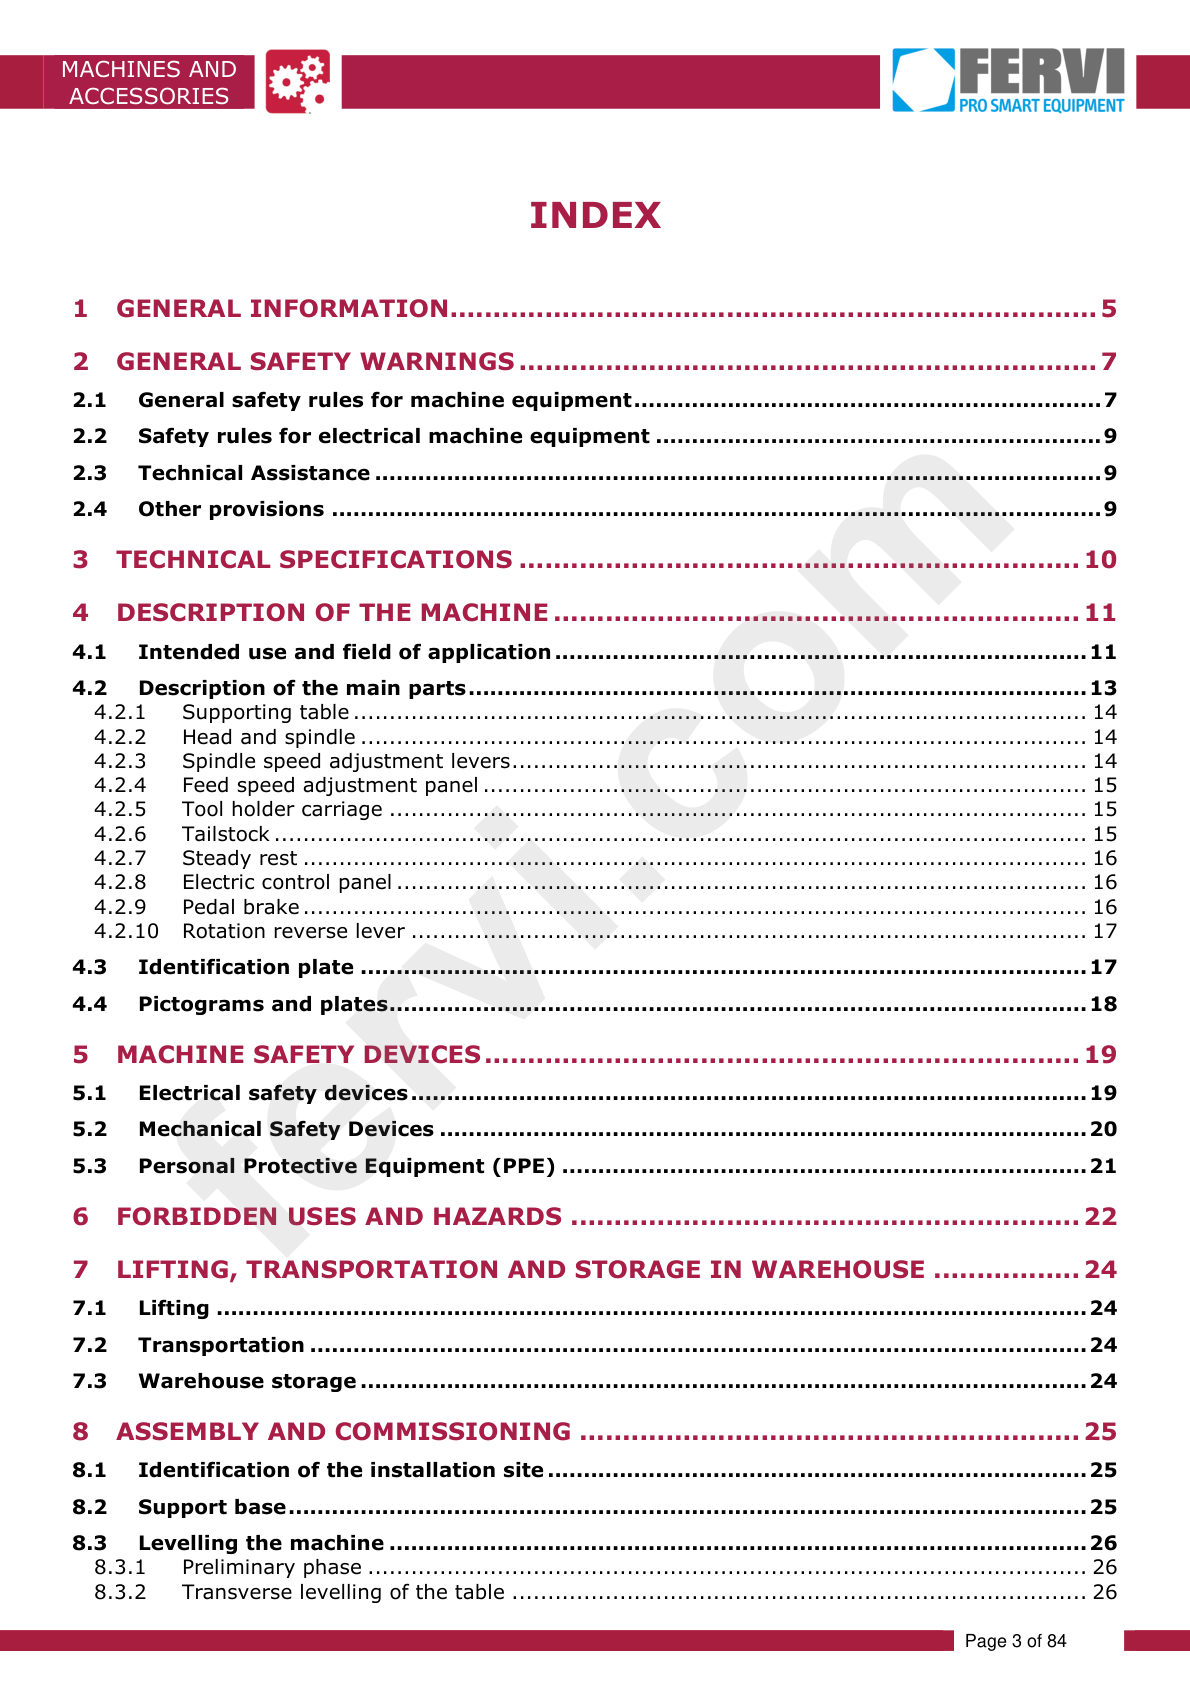 MACHINES AND
ACCESSORIES
FERVI
PRO SMART EQUIPMENT
INDEX
1 GENERAL INFORMATION........................................................................... 5
2 GENERAL SAFETY WARNINGS ................................................................... 7
2.1 General safety rules for machine equipment.................................................................7
2.2 Safety rules for electrical machine equipment ..............................................................9
2.3 Technical Assistance .....................................................................................................9
2.4 Other provisions ...........................................................................................................9
3 TECHNICAL SPECIFICATIONS ................................................................. 10
4 DESCRIPTION OF THE MACHINE ............................................................. 11
4.1 Intended use and field of application..........................................................................11
4.2 Description of the main parts......................................................................................13
4.2.1 Supporting table ...................................................................................................... 14
4.2.2 Head and spindle ..................................................................................................... 14
4.2.3 Spindle speed adjustment levers................................................................................ 14
4.2.4 Feed speed adjustment panel .................................................................................... 15
4.2.5 Tool holder carriage ................................................................................................. 15
4.2.6 Tailstock ................................................................................................................. 15
4.2.7 Steady rest ............................................................................................................. 16
4.2.8 Electric control panel ................................................................................................ 16
4.2.9 Pedal brake ............................................................................................................. 16
4.2.10 Rotation reverse lever .............................................................................................. 17
4.3 Identification plate .....................................................................................................17
4.4 Pictograms and plates.................................................................................................18
5 MACHINE SAFETY DEVICES..................................................................... 19
5.1 Electrical safety devices..............................................................................................19
5.2 Mechanical Safety Devices ..........................................................................................20
5.3 Personal Protective Equipment (PPE) .........................................................................21
6 FORBIDDEN USES AND HAZARDS ........................................................... 22
7 LIFTING, TRANSPORTATION AND STORAGE IN WAREHOUSE ................. 24
7.1 Lifting .........................................................................................................................24
7.2 Transportation ............................................................................................................24
7.3 Warehouse storage .....................................................................................................24
8 ASSEMBLY AND COMMISSIONING .......................................................... 25
8.1 Identification of the installation site ...........................................................................25
8.2 Support base...............................................................................................................25
8.3 Levelling the machine .................................................................................................26
8.3.1 Preliminary phase .................................................................................................... 26
8.3.2 Transverse levelling of the table ................................................................................ 26
fervi.com
Page 3 of 84